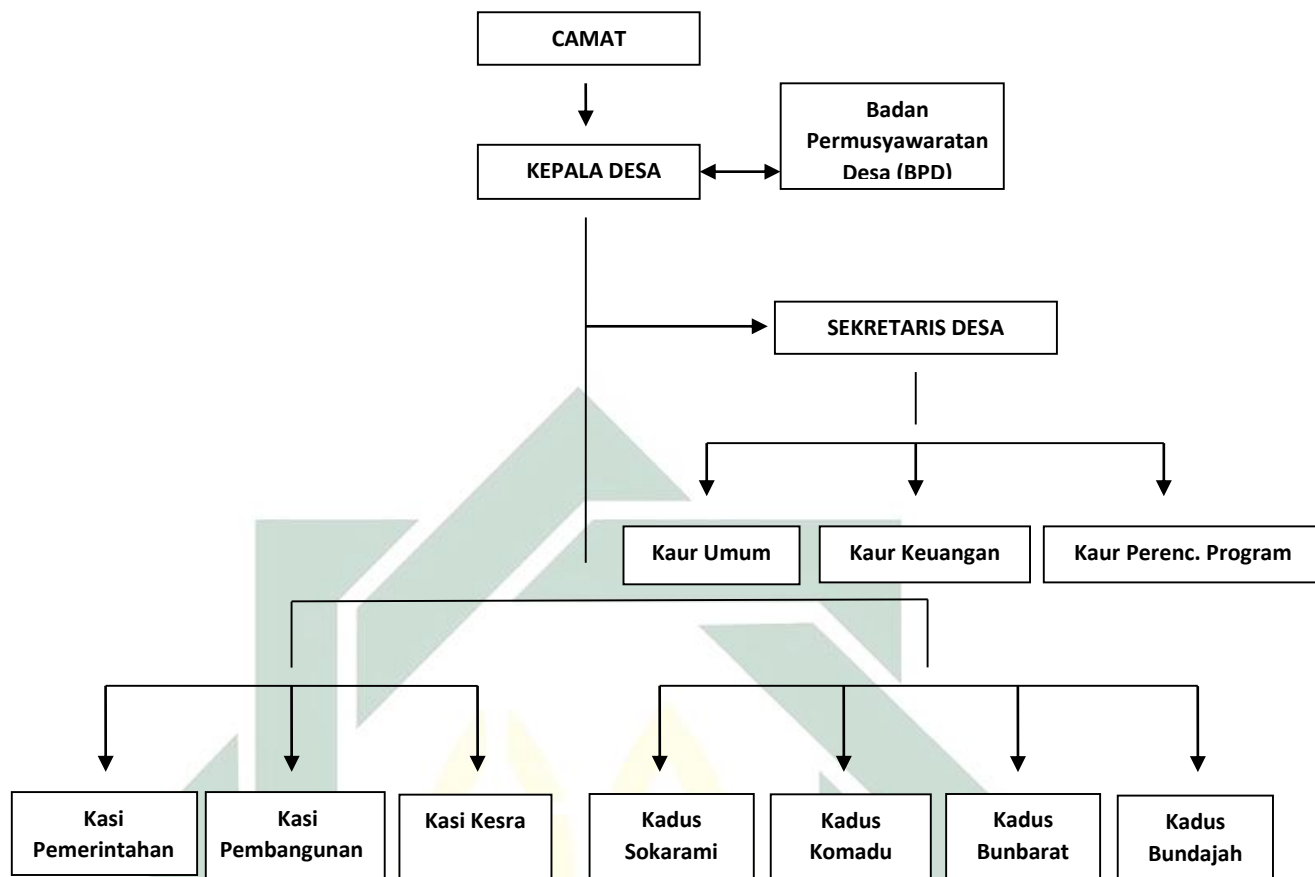 CAMAT
Badan
Permusyawaratan
Desa (BPD)
KEPALA DESA
SEKRETARIS DESA
Kaur Umum
Kaur Keuangan
Kaur Perenc. Program
Kasi
Pemerintahan
Kasi
Pembangunan
Kasi Kesra
Kadus
Sokarami
Kadus
Komadu
Kadus
Bunbarat
Kadus
Bundajah